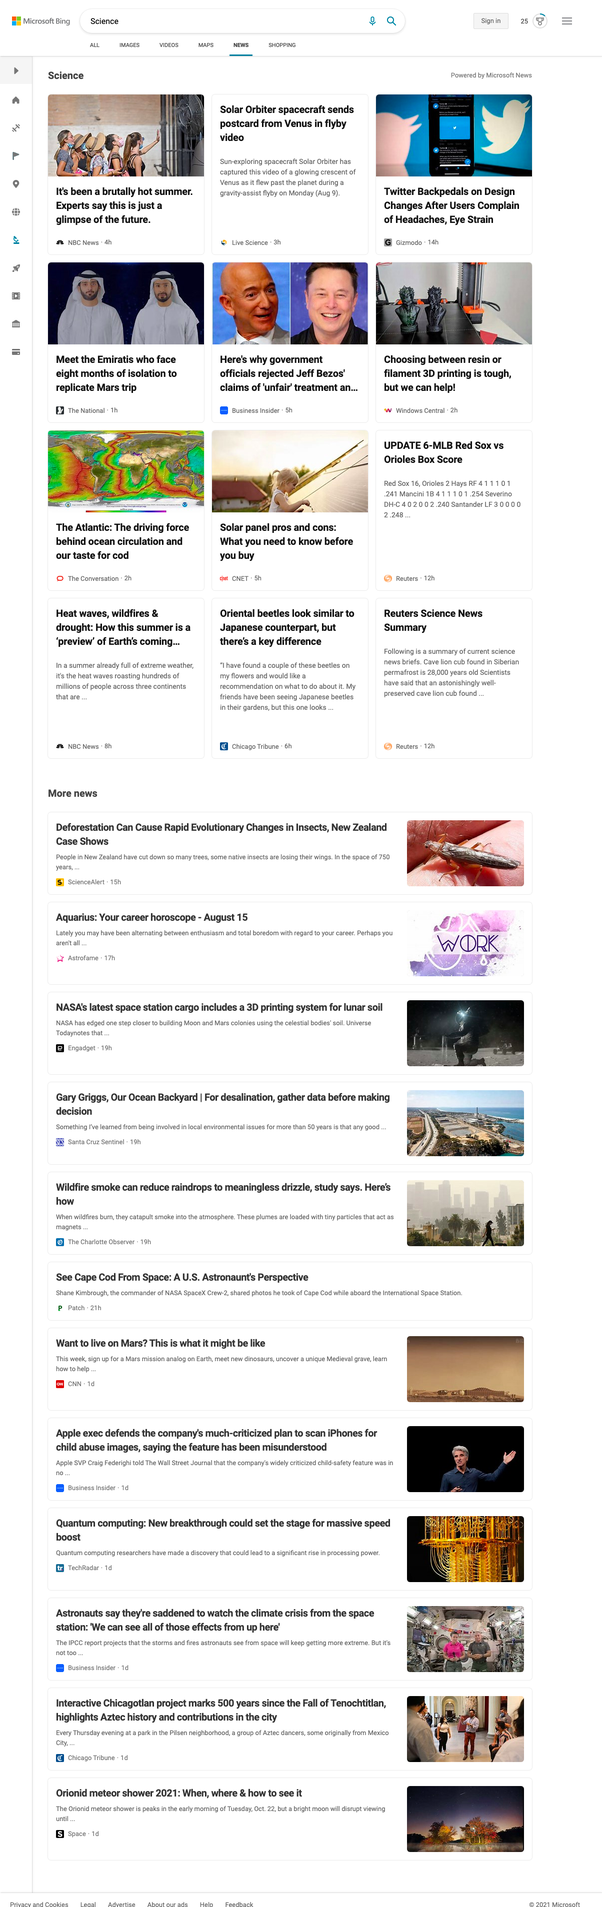 Microsoft Bing
Science
Sign in
25
ALL
IMAGES
VIDEOS
MAPS
NEWS
SHOPPING
Science
Powered by Microsoft News
It's been a brutally hot summer.
Experts say this is just a
glimpse of the future.
NBC News · 4h
Solar Orbiter spacecraft sends
postcard from Venus in flyby
video
Sun-exploring spacecraft Solar Orbiter has
captured this video of a glowing crescent of
Venus as it flew past the planet during a
gravity-assist flyby on Monday (Aug 9).
Live Science · 3h
Twitter Backpedals on Design
Changes After Users Complain
of Headaches, Eye Strain
Gizmodo · 14h
Meet the Emiratis who face
eight months of isolation to
replicate Mars trip
The National · 1h
Here's why government
officials rejected Jeff Bezos'
claims of 'unfair' treatment an...
Business Insider · 5h
Choosing between resin or
filament 3D printing is tough,
but we can help!
Windows Central · 2h
The Atlantic: The driving force
behind ocean circulation and
our taste for cod
The Conversation · 2h
Solar panel pros and cons:
What you need to know before
you buy
CNET · 5h
UPDATE 6-MLB Red Sox vs
Orioles Box Score
Red Sox 16, Orioles 2 Hays RF 4 1 1 1 0 1
.241 Mancini 1B 4 1 1 1 0 1 .254 Severino
DH-C 4 0 2 0 0 2 .240 Santander LF 3 0 0 0 0
2 .248 ...
Reuters · 12h
Heat waves, wildfires &
drought: How this summer is a
'preview' of Earth's coming...
In a summer already full of extreme weather,
it's the heat waves roasting hundreds of
millions of people across three continents
that are ...
NBC News · 8h
Oriental beetles look similar to
Japanese counterpart, but
there's a key difference
"I have found a couple of these beetles on
my flowers and would like a
recommendation on what to do about it. My
friends have been seeing Japanese beetles
in their gardens, but this one looks ...
Chicago Tribune · 6h
Reuters Science News
Summary
Following is a summary of current science
news briefs. Cave lion cub found in Siberian
permafrost is 28,000 years old Scientists
have said that an astonishingly well-
preserved cave lion cub found ...
Reuters · 12h
More news
Deforestation Can Cause Rapid Evolutionary Changes in Insects, New Zealand
Case Shows
People in New Zealand have cut down so many trees, some native insects are losing their wings. In the space of 750
years, ...
ScienceAlert · 15h
Aquarius: Your career horoscope - August 15
Lately you may have been alternating between enthusiasm and total boredom with regard to your career. Perhaps you
aren't all ...
Astrofame · 17h
WORK
NASA's latest space station cargo includes a 3D printing system for lunar soil
NASA has edged one step closer to building Moon and Mars colonies using the celestial bodies' soil. Universe
Todaynotes that ...
Engadget · 19h
Gary Griggs, Our Ocean Backyard | For desalination, gather data before making
decision
Something I've learned from being involved in local environmental issues for more than 50 years is that any good ...
Santa Cruz Sentinel · 19h
Wildfire smoke can reduce raindrops to meaningless drizzle, study says. Here's
how
When wildfires burn, they catapult smoke into the atmosphere. These plumes are loaded with tiny particles that act as
magnets ...
The Charlotte Observer · 19h
See Cape Cod From Space: A U.S. Astronaut's Perspective
Shane Kimbrough, the commander of NASA SpaceX Crew-2, shared photos he took of Cape Cod while aboard the International Space Station.
Patch · 21h
Want to live on Mars? This is what it might be like
This week, sign up for a Mars mission analog on Earth, meet new dinosaurs, uncover a unique Medieval grave, learn
how to help ...
CNN · 1d
Apple exec defends the company's much-criticized plan to scan iPhones for
child abuse images, saying the feature has been misunderstood
Apple SVP Craig Federighi told The Wall Street Journal that the company's widely criticized child-safety feature was in
no ...
Business Insider · 1d
Quantum computing: New breakthrough could set the stage for massive speed
boost
Quantum computing researchers have made a discovery that could lead to a significant rise in processing power.
TechRadar · 1d
Astronauts say they're saddened to watch the climate crisis from the space
station: 'We can see all of those effects from up here'
The IPCC report projects that the storms and fires astronauts see from space will keep getting more extreme. But it's
not too ...
Business Insider · 1d
Interactive Chicagotlan project marks 500 years since the Fall of Tenochtitlan,
highlights Aztec history and contributions in the city
Every Thursday evening at a park in the Pilsen neighborhood, a group of Aztec dancers, some originally from Mexico
City, ...
Chicago Tribune · 1d
Orionid meteor shower 2021: When, where & how to see it
The Orionid meteor shower is peaks in the early morning of Tuesday, Oct. 22, but a bright moon will disrupt viewing
until ...
Space · 1d
Privacy and Cookies
Legal
Advertise
About our ads
Help
Feedback
© 2021 Microsoft